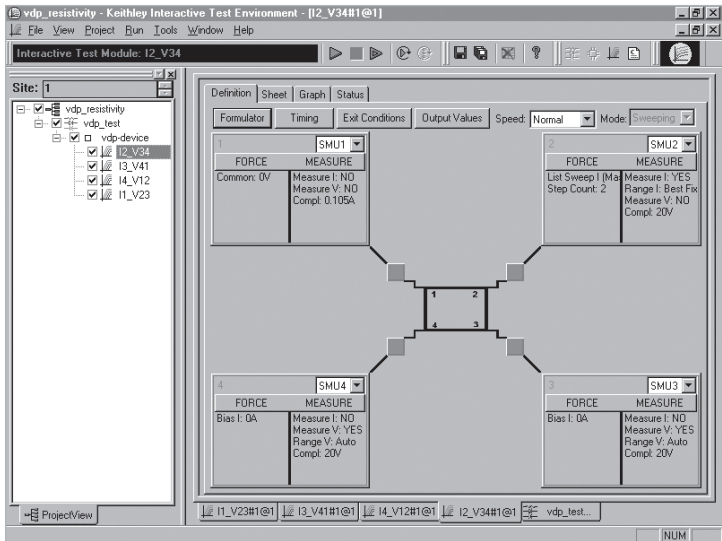 vdp_resistivity - Keithley Interactive Test Environment - [I2_V34#1@1]
File View Project Run Tools Window Help
Interactive Test Module: I2_V34
Site: 1
vdp_resistivity
vdp_test
vdp-device
I2_V34
I3_V41
I4_V12
I1_V23
ProjectView
Definition Sheet Graph Status
Formulator Timing Exit Conditions Output Values Speed: Normal Mode: Sweeping
1 SMU1
FORCE MEASURE
Common: 0V Measure I: NO
Measure V: NO
Compl: 0.105A
2 SMU2
FORCE MEASURE
List Sweep I (Ma Measure I: YES
Step Count: 2 Range I: Best Fix
Measure V: NO
Compl: 20V
1 2
4 3
4 SMU4
FORCE MEASURE
Bias I: 0A Measure I: NO
Measure V: YES
Range V: Auto
Compl: 20V
3 SMU3
FORCE MEASURE
Bias I: 0A Measure I: NO
Measure V: YES
Range V: Auto
Compl: 20V
I1_V23#1@1 I3_V41#1@1 I4_V12#1@1 I2_V34#1@1 vdp_test...
NUM